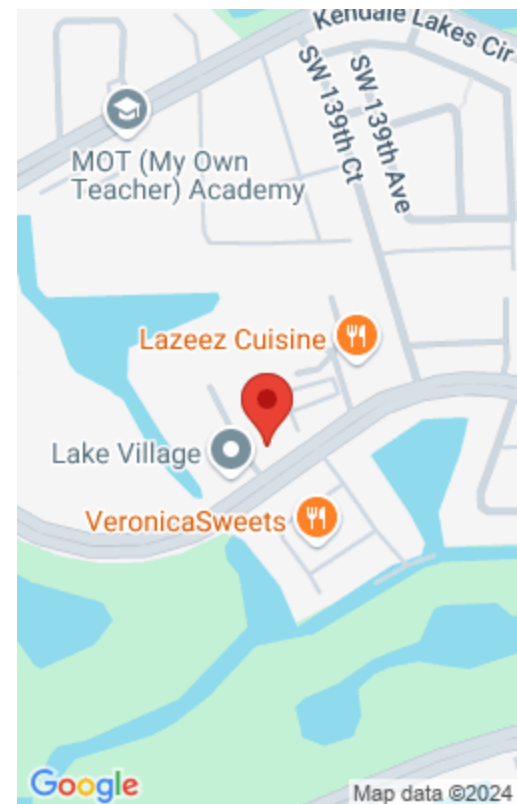 Kendale Lakes Cir
SW 139th Ct
SW 139th Ave
MOT (My Own
Teacher) Academy
Lazeez Cuisine
Lake Village
VeronicaSweets
Google
Map data ©2024